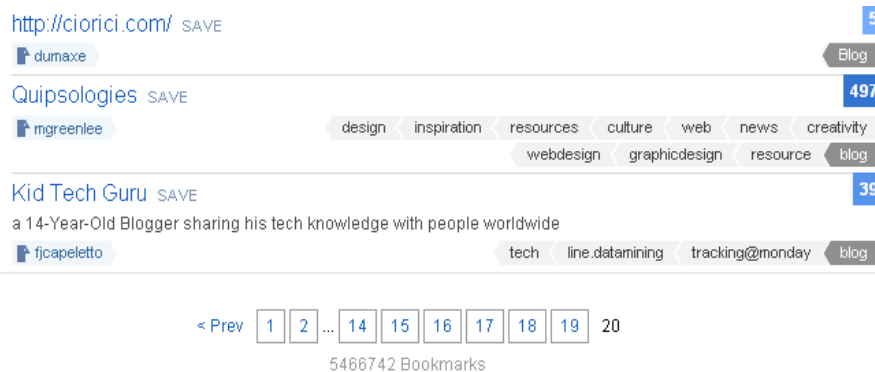 http://ciorici.com/ SAVE 5
dumaxe Blog
Quipsologies SAVE 497
mgreenlee design inspiration resources culture web news creativity
webdesign graphicdesign resource blog
Kid Tech Guru SAVE 39
a 14-Year-Old Blogger sharing his tech knowledge with people worldwide
fjcapeletto tech line.datamining tracking@monday blog
< Prev 1 2 ... 14 15 16 17 18 19 20
5466742 Bookmarks